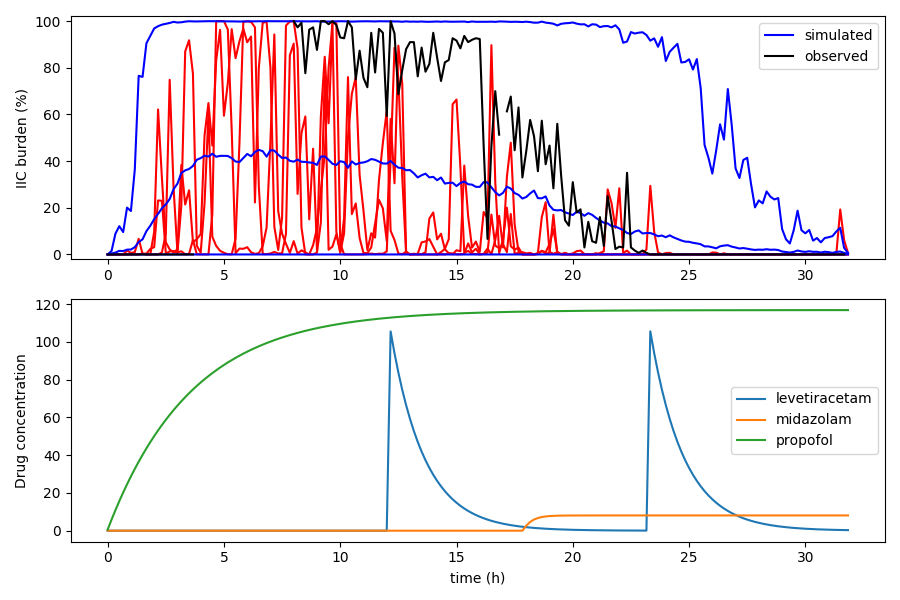 IIC burden (%)
100
80
60
40
20
0
simulated
observed
0 5 10 15 20 25 30
Drug concentration
120
100
80
60
40
20
0
levetiracetam
midazolam
propofol
0 5 10 15 20 25 30
time (h)